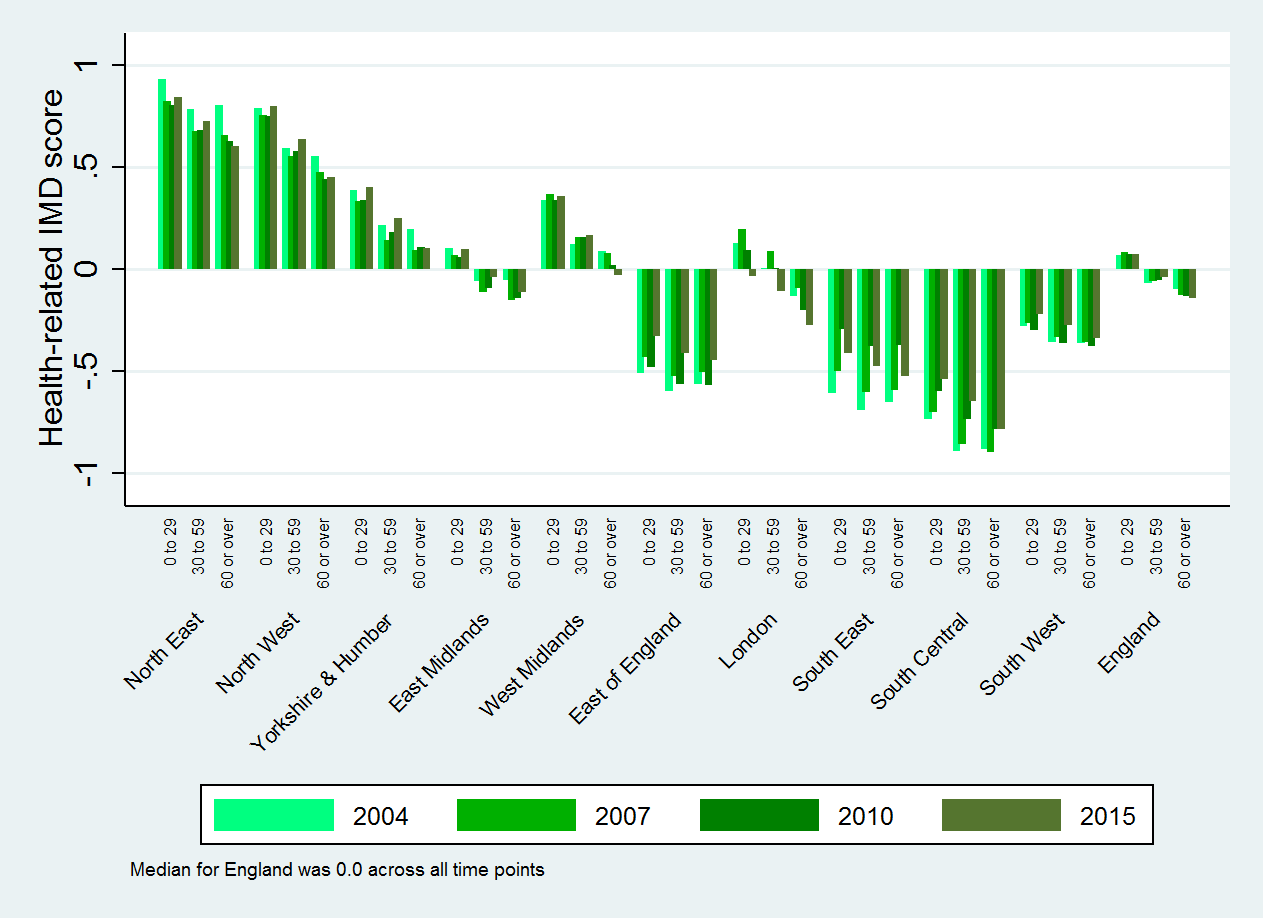 Health-related IMD score
1
.5
0
-.5
-1
0 to 29
30 to 59
60 or over
0 to 29
30 to 59
60 or over
0 to 29
30 to 59
60 or over
0 to 29
30 to 59
60 or over
0 to 29
30 to 59
60 or over
0 to 29
30 to 59
60 or over
0 to 29
30 to 59
60 or over
0 to 29
30 to 59
60 or over
0 to 29
30 to 59
60 or over
0 to 29
30 to 59
60 or over
0 to 29
30 to 59
60 or over
North East
North West
Yorkshire & Humber
East Midlands
West Midlands
East of England
London
South East
South Central
South West
England
2004
2007
2010
2015
Median for England was 0.0 across all time points